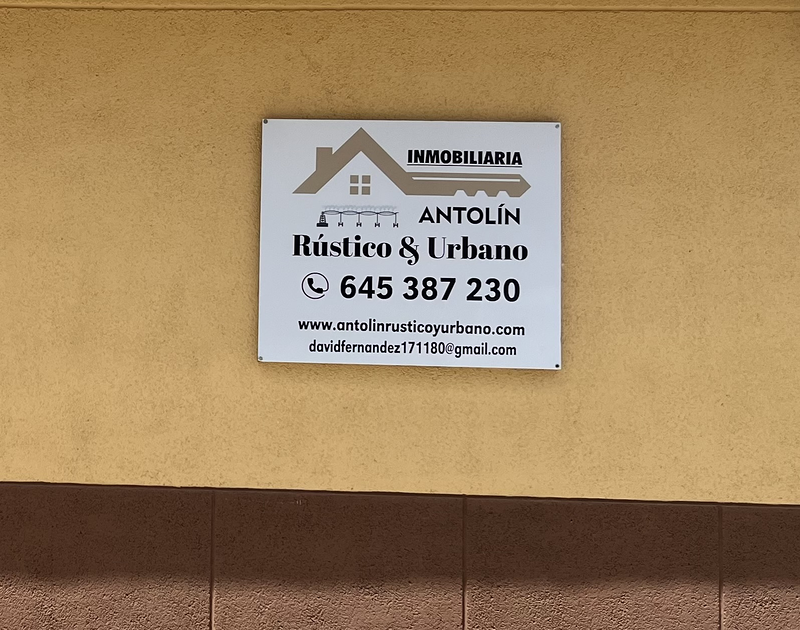 INMOBILIARIA
ANTOLÍN
Rústico & Urbano
645 387 230
www.antolinrusticoyurbano.com
davidfernandez171180@gmail.com